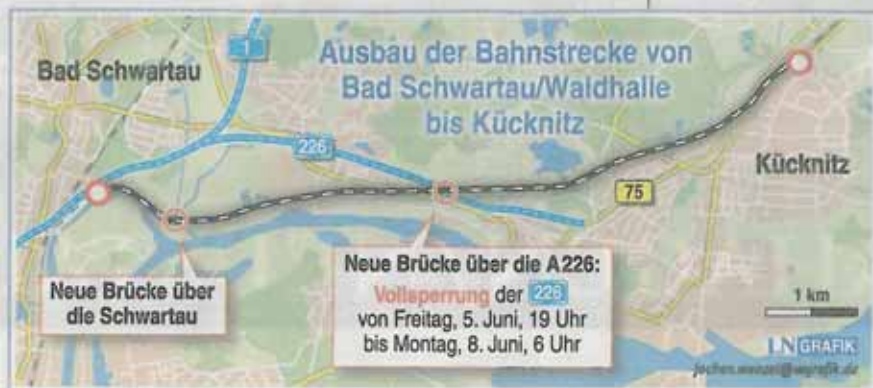 1
Ausbau der Bahnstrecke von
Bad Schwartau/Waldhalle
bis Kücknitz
Bad Schwartau
226
Kücknitz
75
Neue Brücke über
die Schwartau
Neue Brücke über die A226:
Vollsperrung der 226
von Freitag, 5. Juni, 19 Uhr
bis Montag, 8. Juni, 6 Uhr
1 km
LN GRAFIK